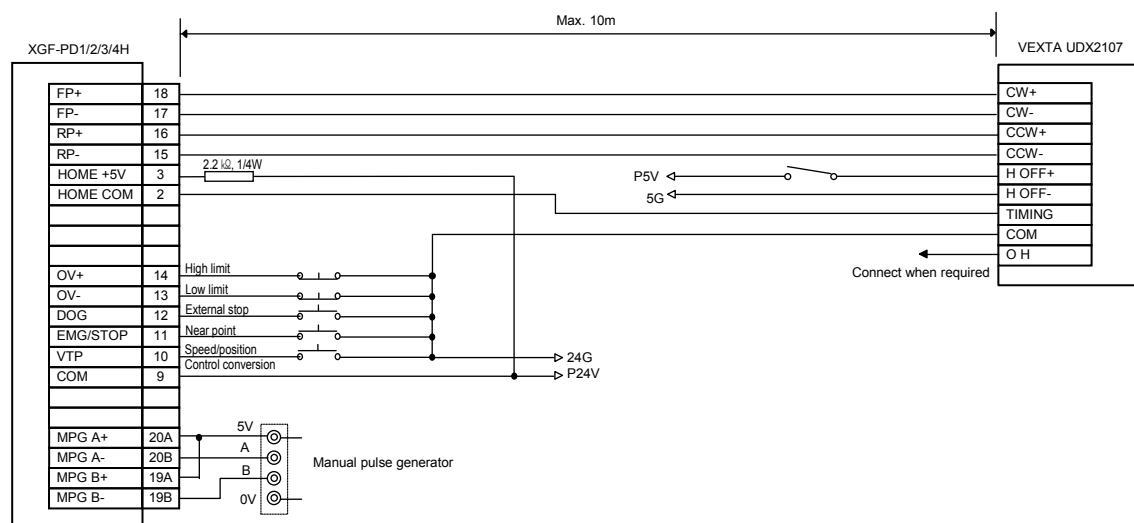 Max. 10m
XGF-PD1/2/3/4H
VEXTA UDX2107
FP+ 18
FP- 17
RP+ 16
RP- 15
HOME +5V 3
HOME COM 2
OV+ 14
OV- 13
DOG 12
EMG/STOP 11
VTP 10
COM 9
MPG A+ 20A
MPG A- 20B
MPG B+ 19A
MPG B- 19B
2.2 ㏀, 1/4W
High limit
Low limit
External stop
Near point
Speed/position
Control conversion
24G
P24V
5V
A
B
0V
Manual pulse generator
P5V
5G
Connect when required
CW+
CW-
CCW+
CCW-
H OFF+
H OFF-
TIMING
COM
O H